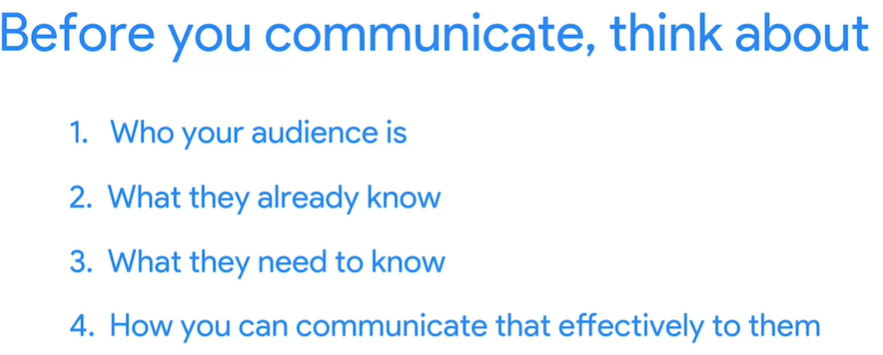 Before you communicate, think about
1. Who your audience is
2. What they already know
3. What they need to know
4. How you can communicate that effectively to them